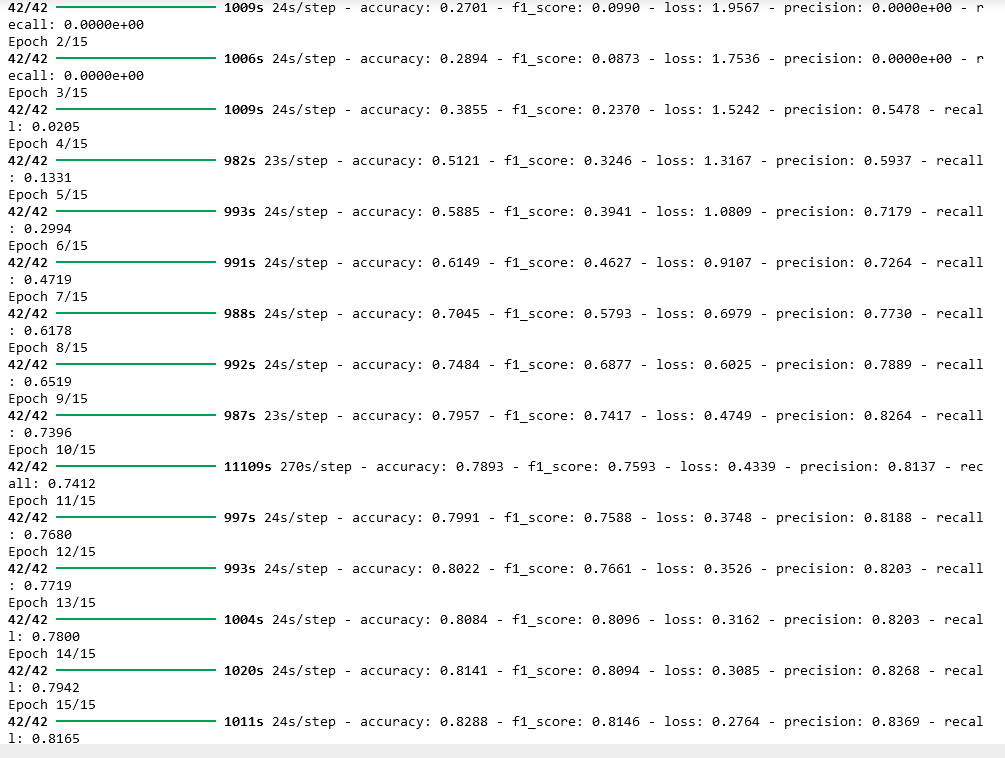 42/42 1009s 24s/step - accuracy: 0.2701 - f1_score: 0.0990 - loss: 1.9567 - precision: 0.0000e+00 - r
ecall: 0.0000e+00
Epoch 2/15
42/42 1006s 24s/step - accuracy: 0.2894 - f1_score: 0.0873 - loss: 1.7536 - precision: 0.0000e+00 - r
ecall: 0.0000e+00
Epoch 3/15
42/42 1009s 24s/step - accuracy: 0.3855 - f1_score: 0.2370 - loss: 1.5242 - precision: 0.5478 - recal
l: 0.0205
Epoch 4/15
42/42 982s 23s/step - accuracy: 0.5121 - f1_score: 0.3246 - loss: 1.3167 - precision: 0.5937 - recall
: 0.1331
Epoch 5/15
42/42 993s 24s/step - accuracy: 0.5885 - f1_score: 0.3941 - loss: 1.0809 - precision: 0.7179 - recall
: 0.2994
Epoch 6/15
42/42 991s 24s/step - accuracy: 0.6149 - f1_score: 0.4627 - loss: 0.9107 - precision: 0.7264 - recall
: 0.4719
Epoch 7/15
42/42 988s 24s/step - accuracy: 0.7045 - f1_score: 0.5793 - loss: 0.6979 - precision: 0.7730 - recall
: 0.6178
Epoch 8/15
42/42 992s 24s/step - accuracy: 0.7484 - f1_score: 0.6877 - loss: 0.6025 - precision: 0.7889 - recall
: 0.6519
Epoch 9/15
42/42 987s 23s/step - accuracy: 0.7957 - f1_score: 0.7417 - loss: 0.4749 - precision: 0.8264 - recall
: 0.7396
Epoch 10/15
42/42 11109s 270s/step - accuracy: 0.7893 - f1_score: 0.7593 - loss: 0.4339 - precision: 0.8137 - rec
all: 0.7412
Epoch 11/15
42/42 997s 24s/step - accuracy: 0.7991 - f1_score: 0.7588 - loss: 0.3748 - precision: 0.8188 - recall
: 0.7680
Epoch 12/15
42/42 993s 24s/step - accuracy: 0.8022 - f1_score: 0.7661 - loss: 0.3526 - precision: 0.8203 - recall
: 0.7719
Epoch 13/15
42/42 1004s 24s/step - accuracy: 0.8084 - f1_score: 0.8096 - loss: 0.3162 - precision: 0.8203 - recal
l: 0.7800
Epoch 14/15
42/42 1020s 24s/step - accuracy: 0.8141 - f1_score: 0.8094 - loss: 0.3085 - precision: 0.8268 - recal
l: 0.7942
Epoch 15/15
42/42 1011s 24s/step - accuracy: 0.8288 - f1_score: 0.8146 - loss: 0.2764 - precision: 0.8369 - recal
l: 0.8165